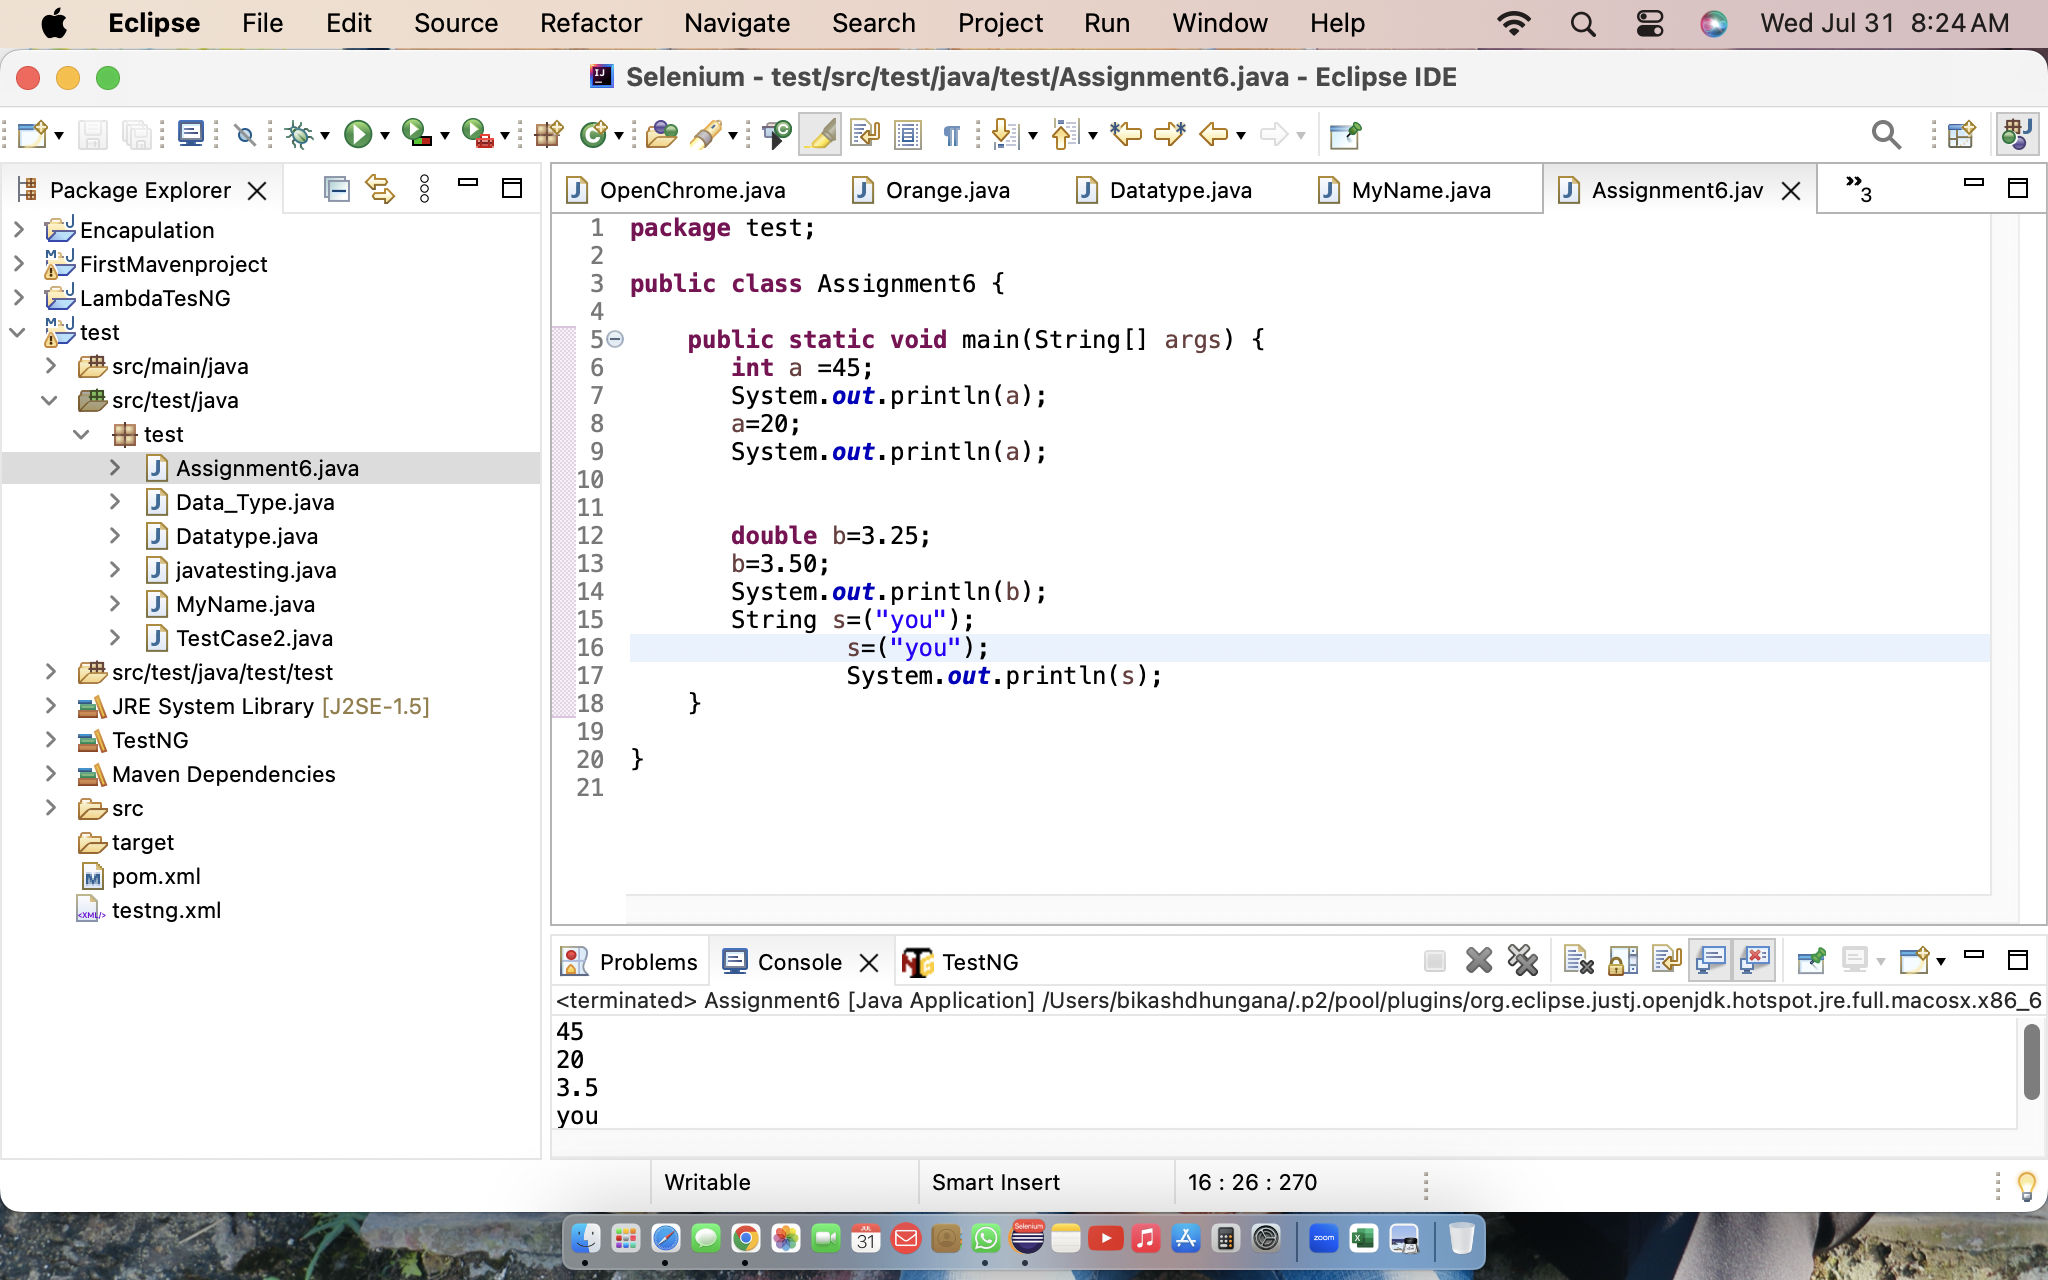 Eclipse File Edit Source Refactor Navigate Search Project Run Window Help Wed Jul 31 8:24 AM
Selenium - test/src/test/java/test/Assignment6.java - Eclipse IDE
Package Explorer
Encapulation
FirstMavenproject
LambdaTesNG
test
src/main/java
src/test/java
test
Assignment6.java
Data_Type.java
Datatype.java
javatesting.java
MyName.java
TestCase2.java
src/test/java/test/test
JRE System Library [J2SE-1.5]
TestNG
Maven Dependencies
src
target
pom.xml
testng.xml
OpenChrome.java Orange.java Datatype.java MyName.java Assignment6.jav »3
1 package test;
2
3 public class Assignment6 {
4
5 public static void main(String[] args) {
6 int a =45;
7 System.out.println(a);
8 a=20;
9 System.out.println(a);
10
11
12 double b=3.25;
13 b=3.50;
14 System.out.println(b);
15 String s=("you");
16 s=("you");
17 System.out.println(s);
18 }
19
20 }
21
Problems Console TestNG
<terminated> Assignment6 [Java Application] /Users/bikashdhungana/.p2/pool/plugins/org.eclipse.justj.openjdk.hotspot.jre.full.macosx.x86_6
45
20
3.5
you
Writable Smart Insert 16 : 26 : 270
JUL
31
Selenium
zoom